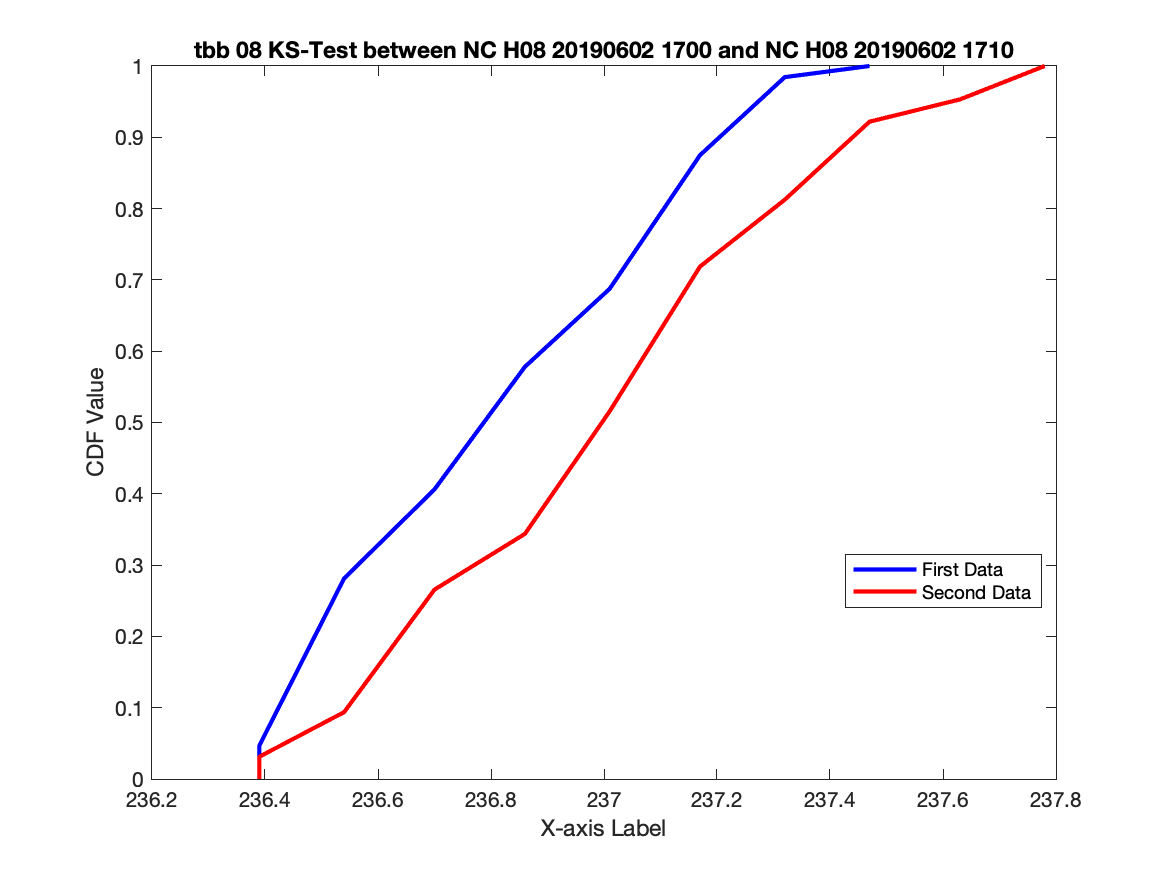 tbb 08 KS-Test between NC H08 20190602 1700 and NC H08 20190602 1710
1
0.9
0.8
0.7
0.6
0.5
0.4
0.3
0.2
0.1
0
CDF Value
First Data
Second Data
236.2 236.4 236.6 236.8 237 237.2 237.4 237.6 237.8
X-axis Label